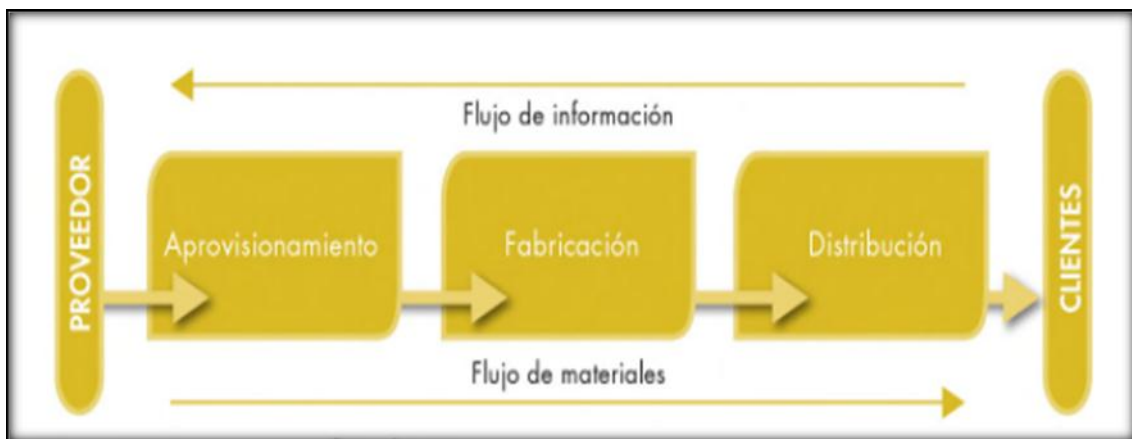 PROVEEDOR
Flujo de información
Aprovisionamiento
Fabricación
Distribución
Flujo de materiales
CLIENTES